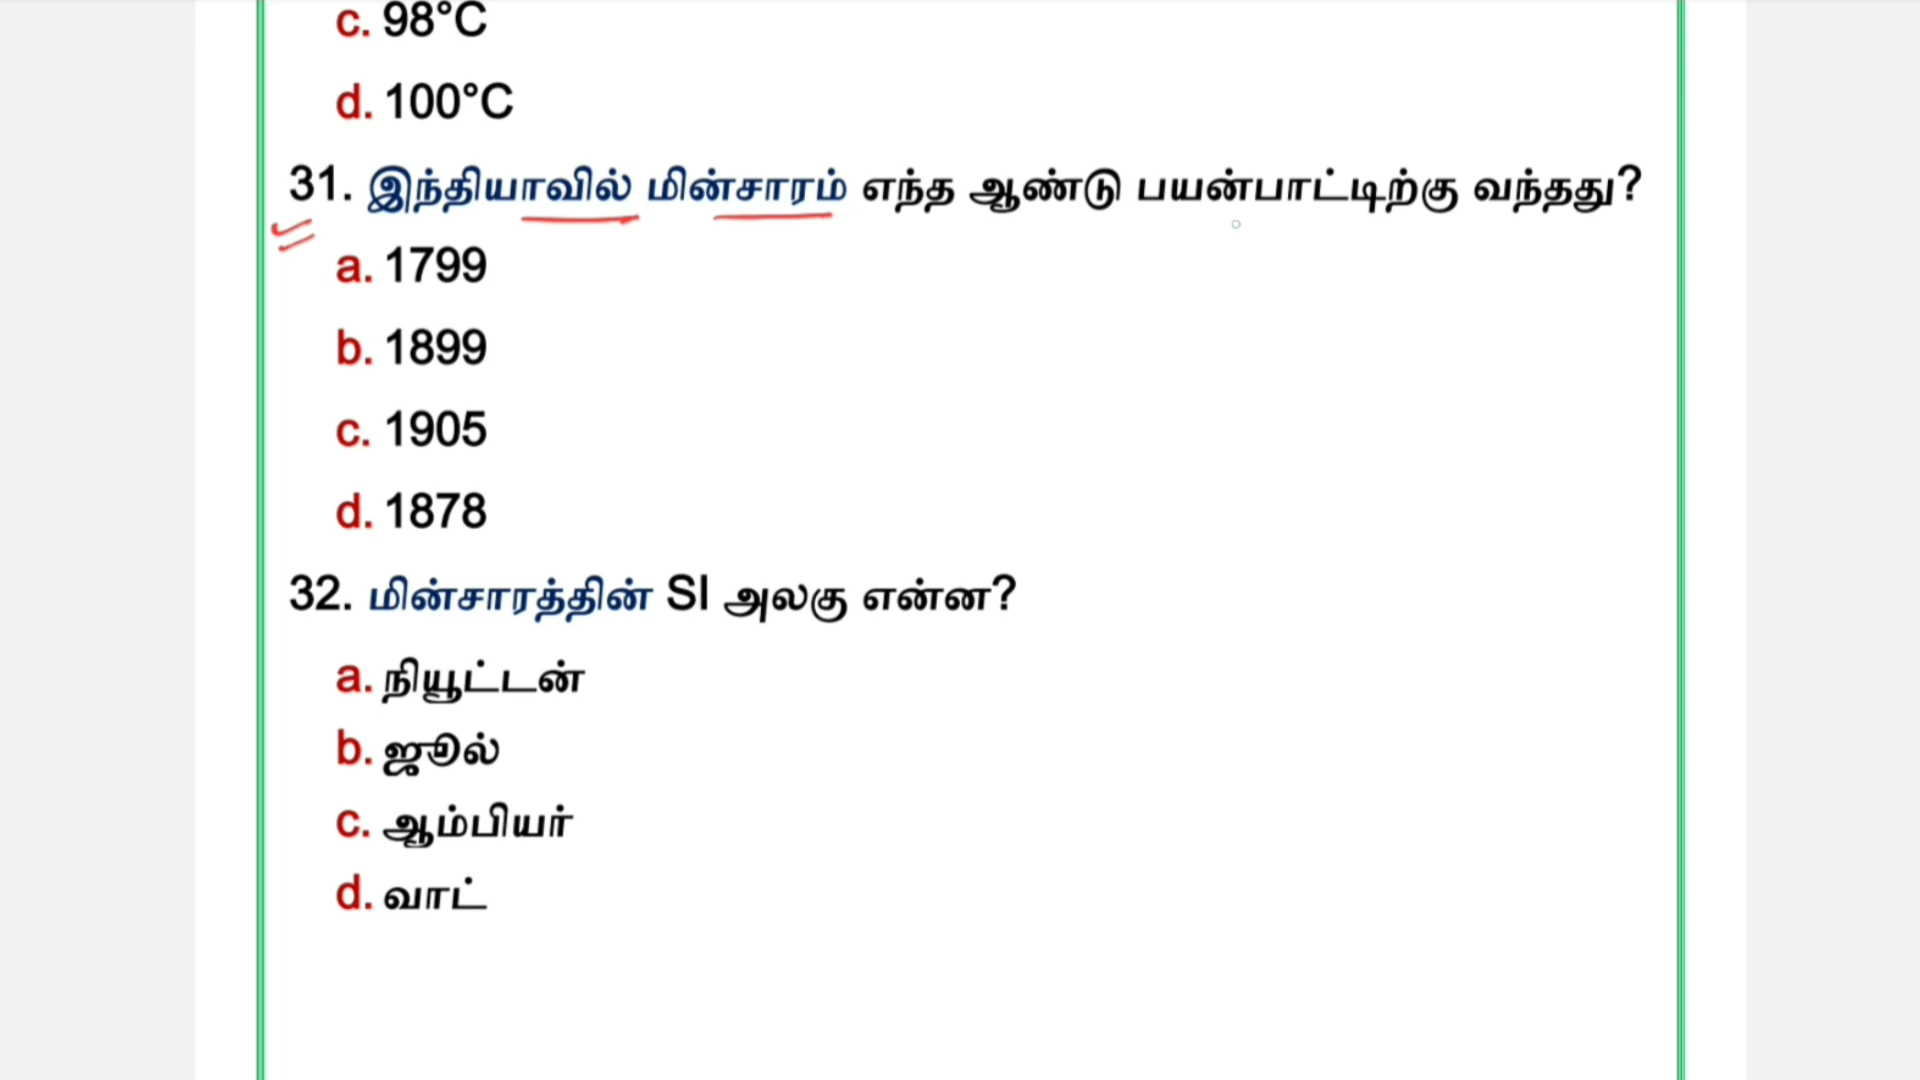 c. 98°C
d. 100°C
31. இந்தியாவில் மின்சாரம் எந்த ஆண்டு பயன்பாட்டிற்கு வந்தது?
a. 1799
b. 1899
c. 1905
d. 1878
32. மின்சாரத்தின் SI அலகு என்ன?
a. நியூட்டன்
b. ஜூல்
c. ஆம்பியர்
d. வாட்